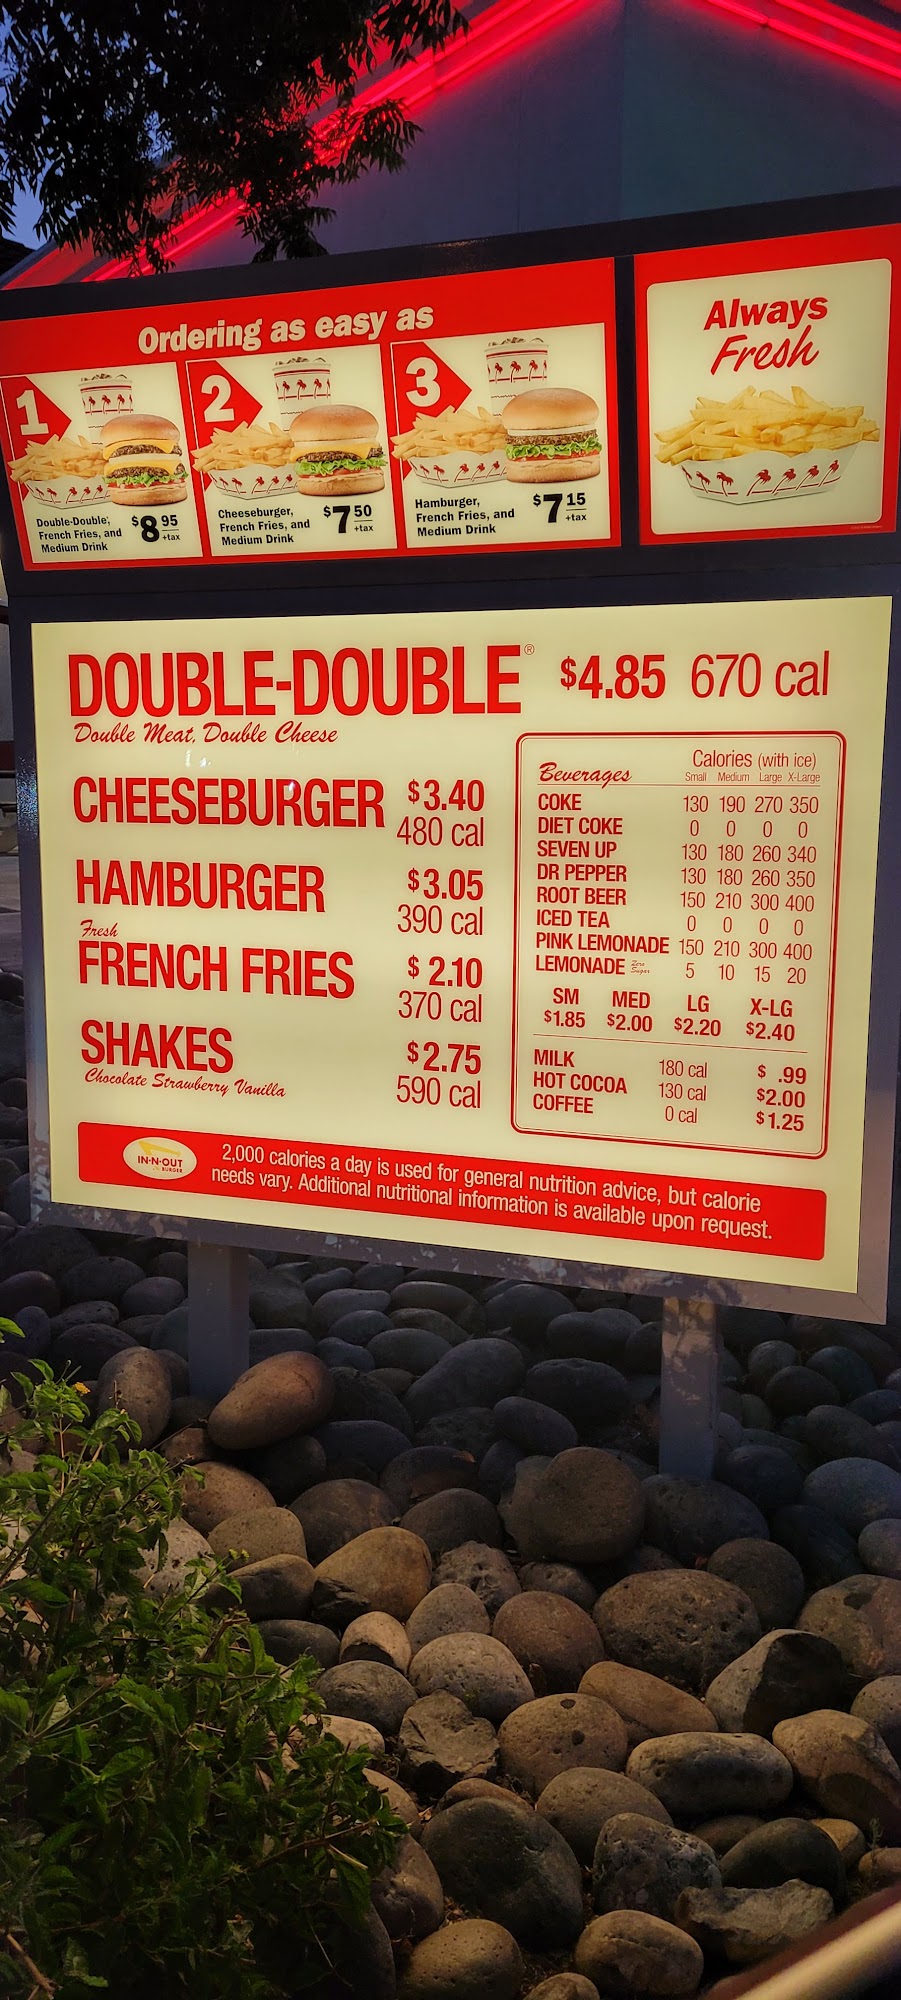 Ordering as easy as
1
Double-Double®,
French Fries, and
Medium Drink
$8 95
+tax
2
Cheeseburger,
French Fries, and
Medium Drink
$7 50
+tax
3
Hamburger,
French Fries, and
Medium Drink
$7 15
+tax
Always
Fresh
DOUBLE-DOUBLE® $4.85 670 cal
Double Meat, Double Cheese
CHEESEBURGER $3.40
480 cal
HAMBURGER $3.05
390 cal
Fresh
FRENCH FRIES $2.10
370 cal
SHAKES $2.75
Chocolate Strawberry Vanilla 590 cal
Beverages Calories (with ice)
Small Medium Large X-Large
COKE 130 190 270 350
DIET COKE 0 0 0 0
SEVEN UP 130 180 260 340
DR PEPPER 130 180 260 350
ROOT BEER 150 210 300 400
ICED TEA 0 0 0 0
PINK LEMONADE 150 210 300 400
LEMONADE Zero Sugar 5 10 15 20
SM MED LG X-LG
$1.85 $2.00 $2.20 $2.40
MILK 180 cal $ .99
HOT COCOA 130 cal $2.00
COFFEE 0 cal $1.25
IN-N-OUT
BURGER
2,000 calories a day is used for general nutrition advice, but calorie
needs vary. Additional nutritional information is available upon request.